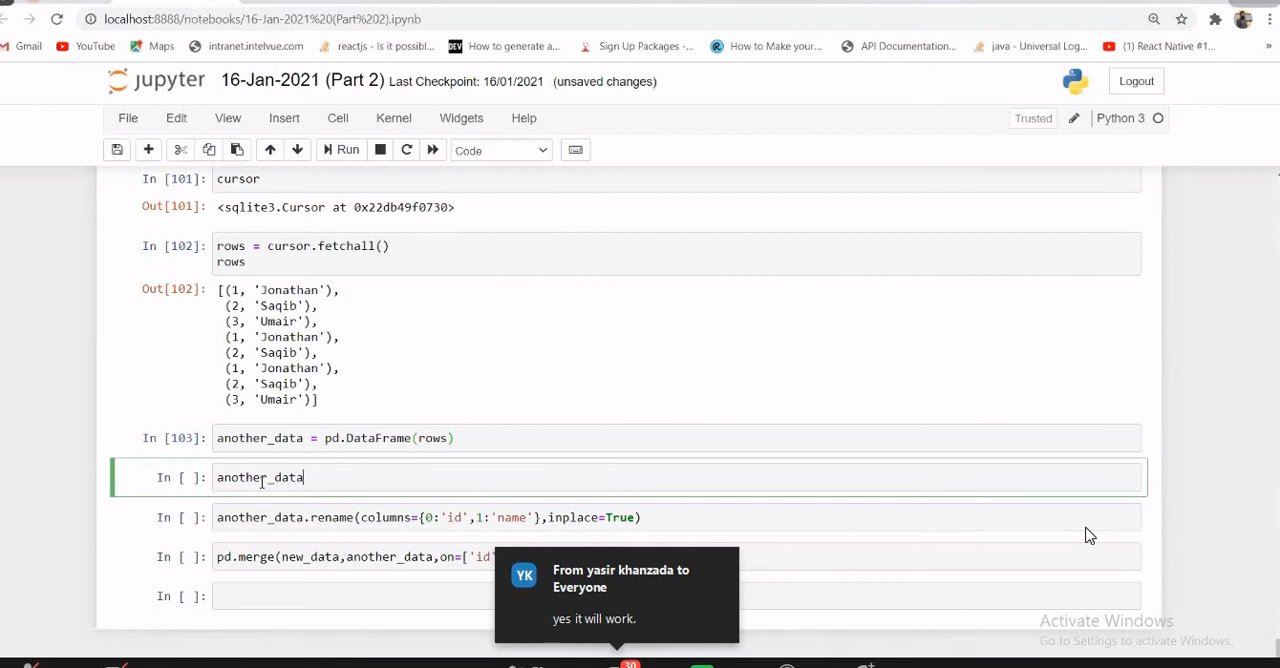 localhost:8888/notebooks/16-Jan-2021%20(Part%202).ipynb
Gmail YouTube Maps intranet.intelvue.com reactjs - Is it possibl... DEV How to generate a... Sign Up Packages -... How to Make your... API Documentation... java - Universal Log... (1) React Native #1... »
jupyter 16-Jan-2021 (Part 2) Last Checkpoint: 16/01/2021 (unsaved changes) Logout
File Edit View Insert Cell Kernel Widgets Help Trusted Python 3
Run Code
In [101]: cursor
Out[101]: <sqlite3.Cursor at 0x22db49f0730>
In [102]: rows = cursor.fetchall()
rows
Out[102]: [(1, 'Jonathan'),
(2, 'Saqib'),
(3, 'Umair'),
(1, 'Jonathan'),
(2, 'Saqib'),
(1, 'Jonathan'),
(2, 'Saqib'),
(3, 'Umair')]
In [103]: another_data = pd.DataFrame(rows)
In [ ]: another_data
In [ ]: another_data.rename(columns={0:'id',1:'name'},inplace=True)
In [ ]: pd.merge(new_data,another_data,on=['id'
In [ ]:
YK From yasir khanzada to
Everyone
yes it will work.
Activate Windows
Go to Settings to activate Windows.
30